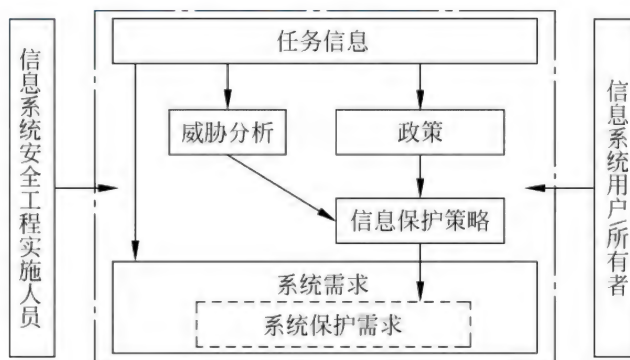 信息系统安全工程实施人员
任务信息
威胁分析
政策
信息保护策略
系统需求
系统保护需求
信息系统用户/所有者